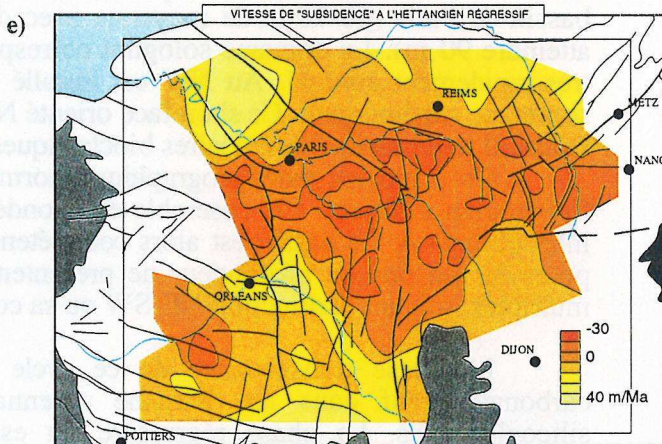 e)
VITESSE DE "SUBSIDENCE" A L'HETTANGIEN RÉGRESSIF
REIMS
METZ
PARIS
NANC
ORLEANS
DIJON
POITIERS
-30
0
40 m/Ma